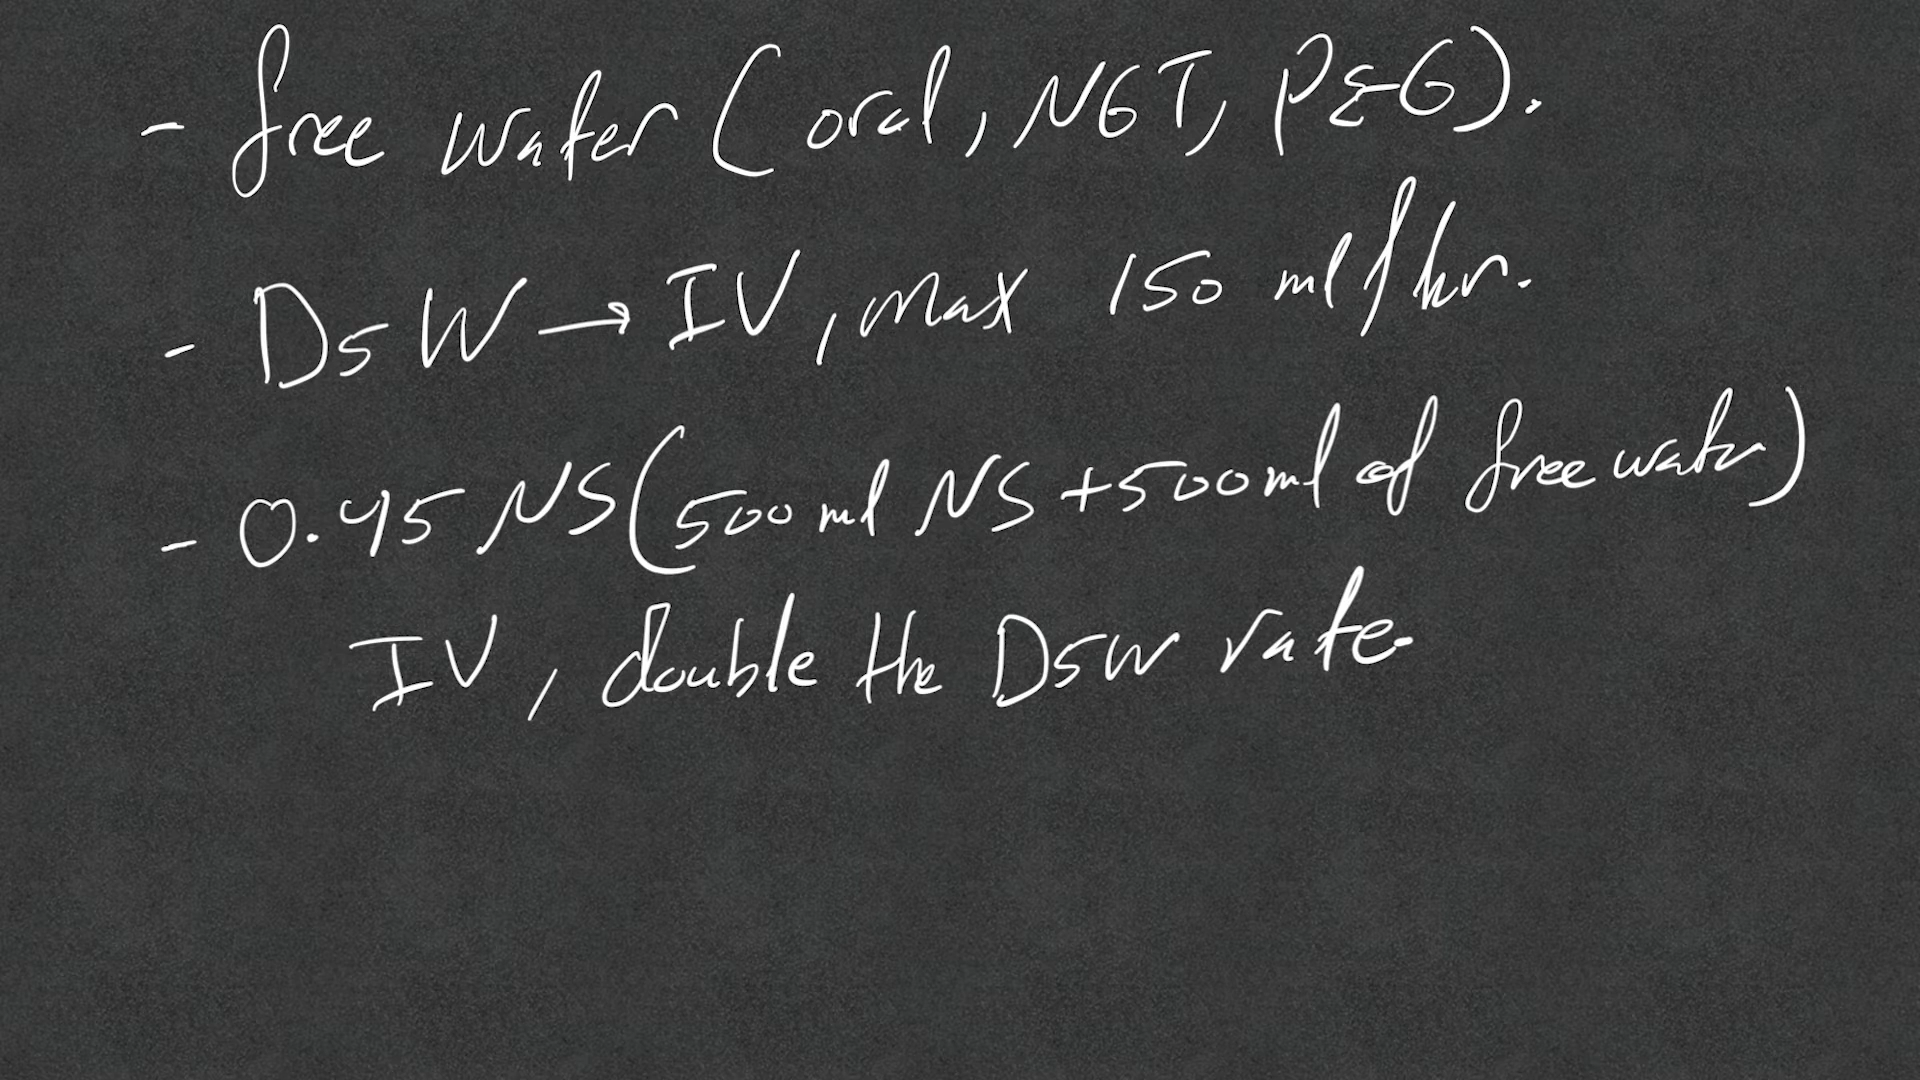 - free water (oral, NGT, PEG).
- D5W → IV, max 150 ml/hr.
- 0.45 NS (500 ml NS + 500 ml of free water)
IV, double the D5W rate.